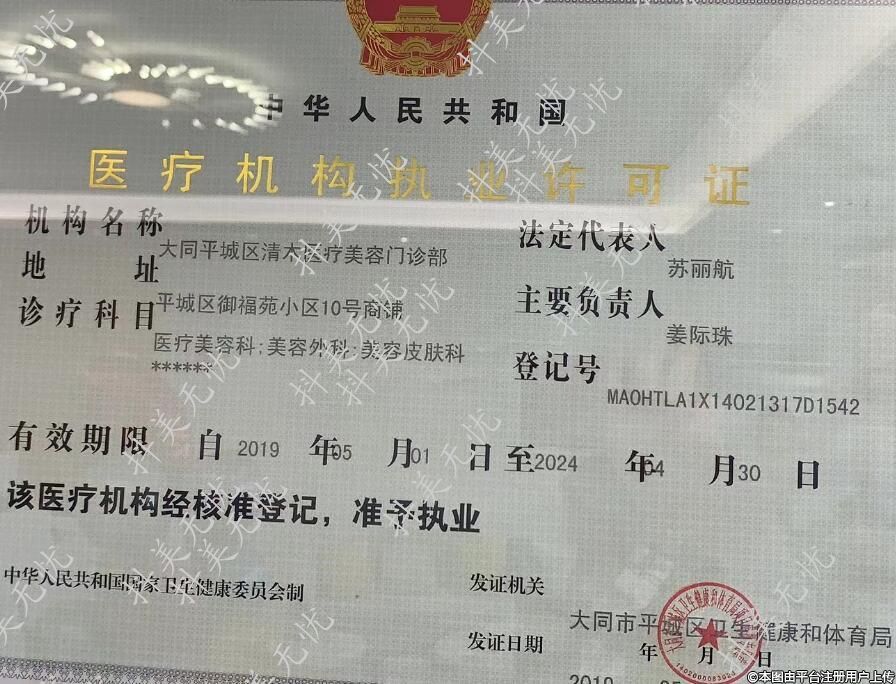 中华人民共和国
医疗机构执业许可证
机构名称 大同平城区清木医疗美容门诊部
地址 平城区御福苑小区10号商铺
诊疗科目 医疗美容科;美容外科;美容皮肤科
******
法定代表人 苏丽航
主要负责人 姜际珠
登记号 MA0HTLA1X14021317D1542
有效期限 自 2019 年 05 月 01 日 至 2024 年 04 月 30 日
该医疗机构经核准登记，准予执业
中华人民共和国国家卫生健康委员会制
发证机关 大同市平城区卫生健康和体育局
发证日期 2019 年 月 日
抖美无忧
©本图由平台注册用户上传